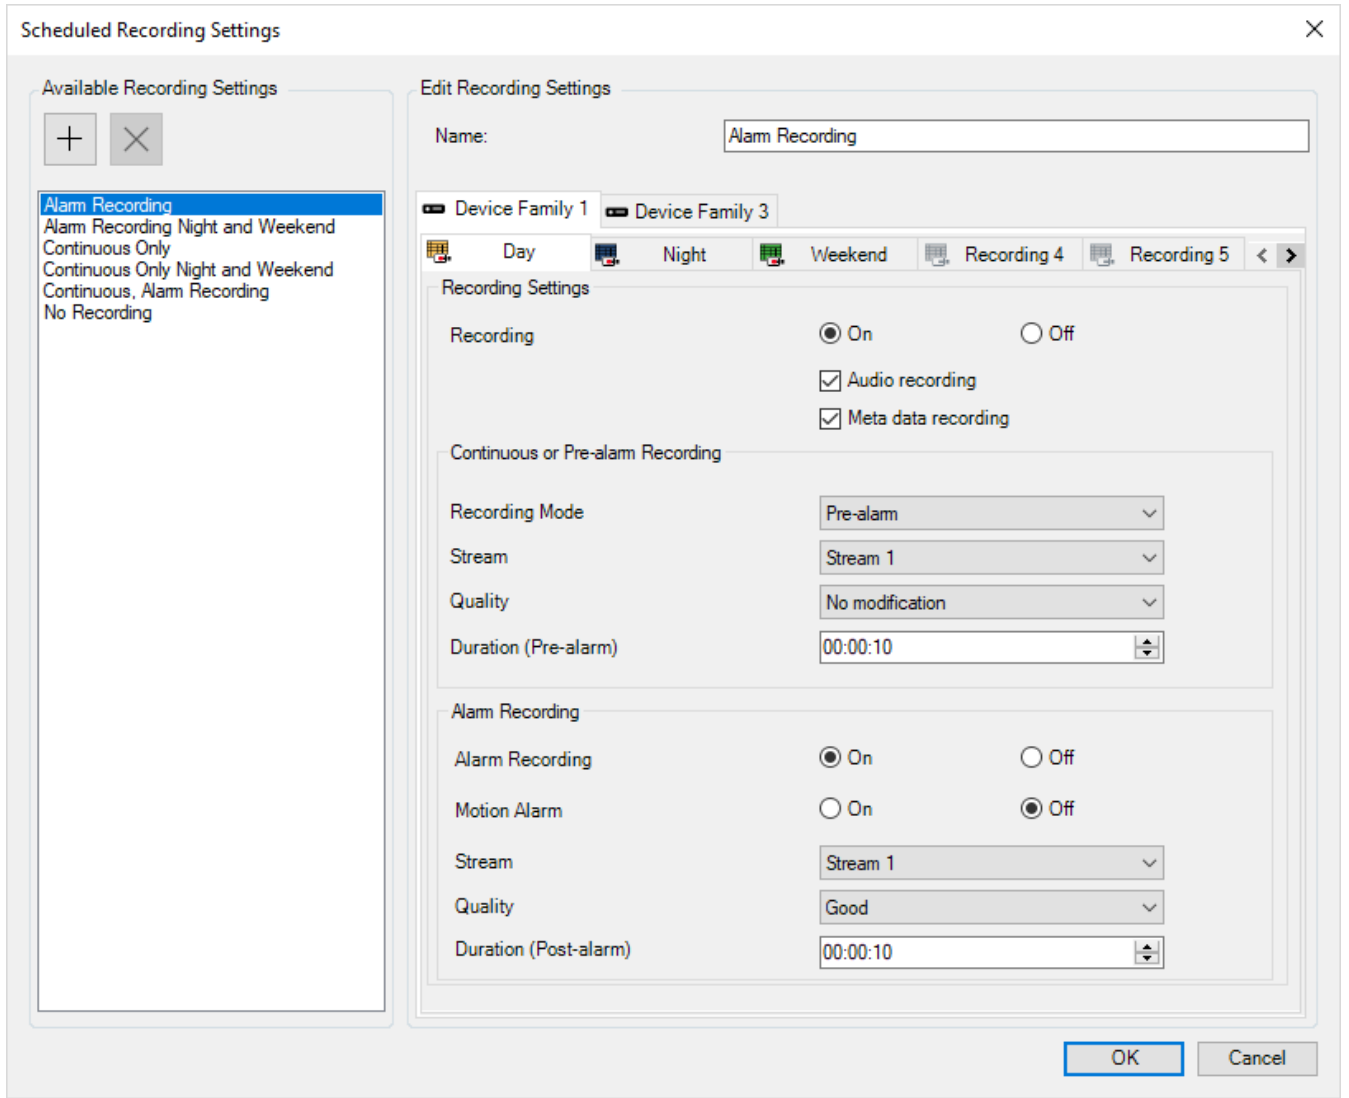 Scheduled Recording Settings
Available Recording Settings
Alarm Recording
Alarm Recording Night and Weekend
Continuous Only
Continuous Only Night and Weekend
Continuous, Alarm Recording
No Recording
Edit Recording Settings
Name: Alarm Recording
Device Family 1 Device Family 3
Day Night Weekend Recording 4 Recording 5
Recording Settings
Recording On Off
Audio recording
Meta data recording
Continuous or Pre-alarm Recording
Recording Mode Pre-alarm
Stream Stream 1
Quality No modification
Duration (Pre-alarm) 00:00:10
Alarm Recording
Alarm Recording On Off
Motion Alarm On Off
Stream Stream 1
Quality Good
Duration (Post-alarm) 00:00:10
OK Cancel